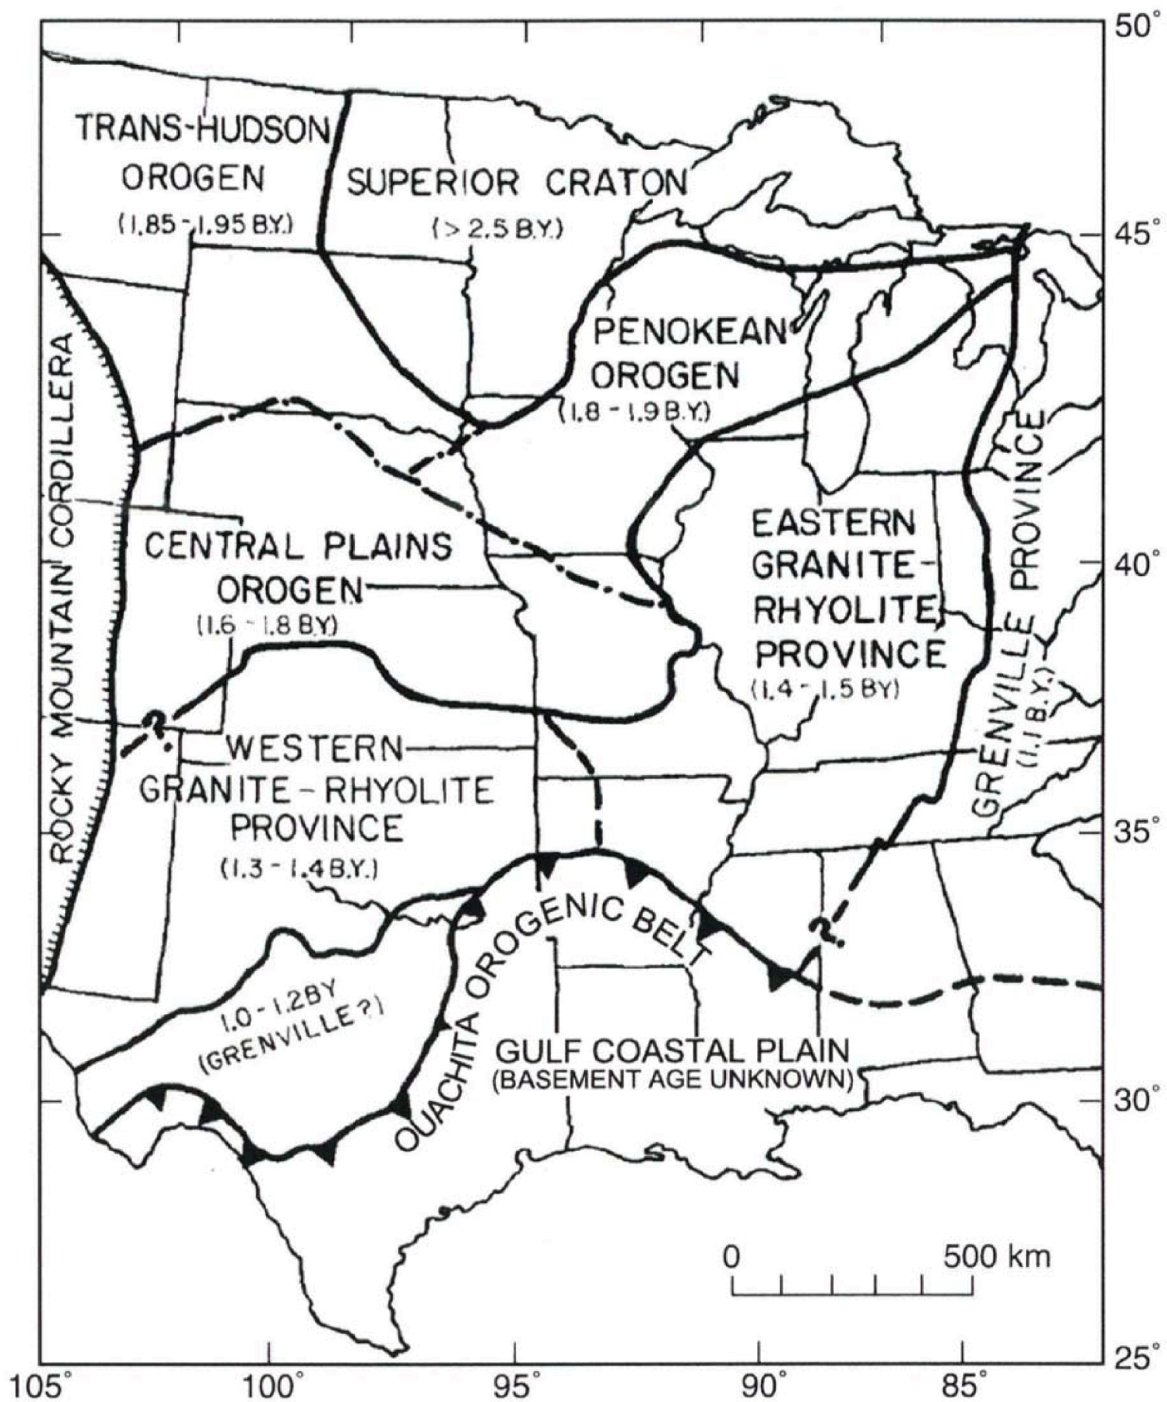 50°
TRANS-HUDSON
OROGEN
(1.85-1.95 B.Y.)
SUPERIOR CRATON
(> 2.5 B.Y.)
45°
PENOKEAN
OROGEN
(1.8 - 1.9 B.Y.)
ROCKY MOUNTAIN CORDILLERA
CENTRAL PLAINS
OROGEN
(1.6 - 1.8 BY)
EASTERN
GRANITE-
RHYOLITE
PROVINCE
(1.4 - 1.5 BY)
GRENVILLE PROVINCE
(1.1 B.Y.)
40°
?
WESTERN
GRANITE-RHYOLITE
PROVINCE
(1.3 - 1.4 B.Y.)
35°
?
OUACHITA OROGENIC BELT
1.0-1.2BY
(GRENVILLE?)
GULF COASTAL PLAIN
(BASEMENT AGE UNKNOWN)
30°
0 500 km
25°
105° 100° 95° 90° 85°